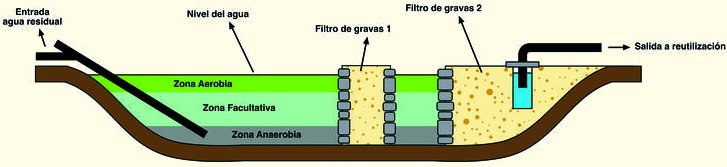 Entrada
agua residual
Nivel del agua
Filtro de gravas 1
Filtro de gravas 2
Salida a reutilización
Zona Aerobia
Zona Facultativa
Zona Anaerobia